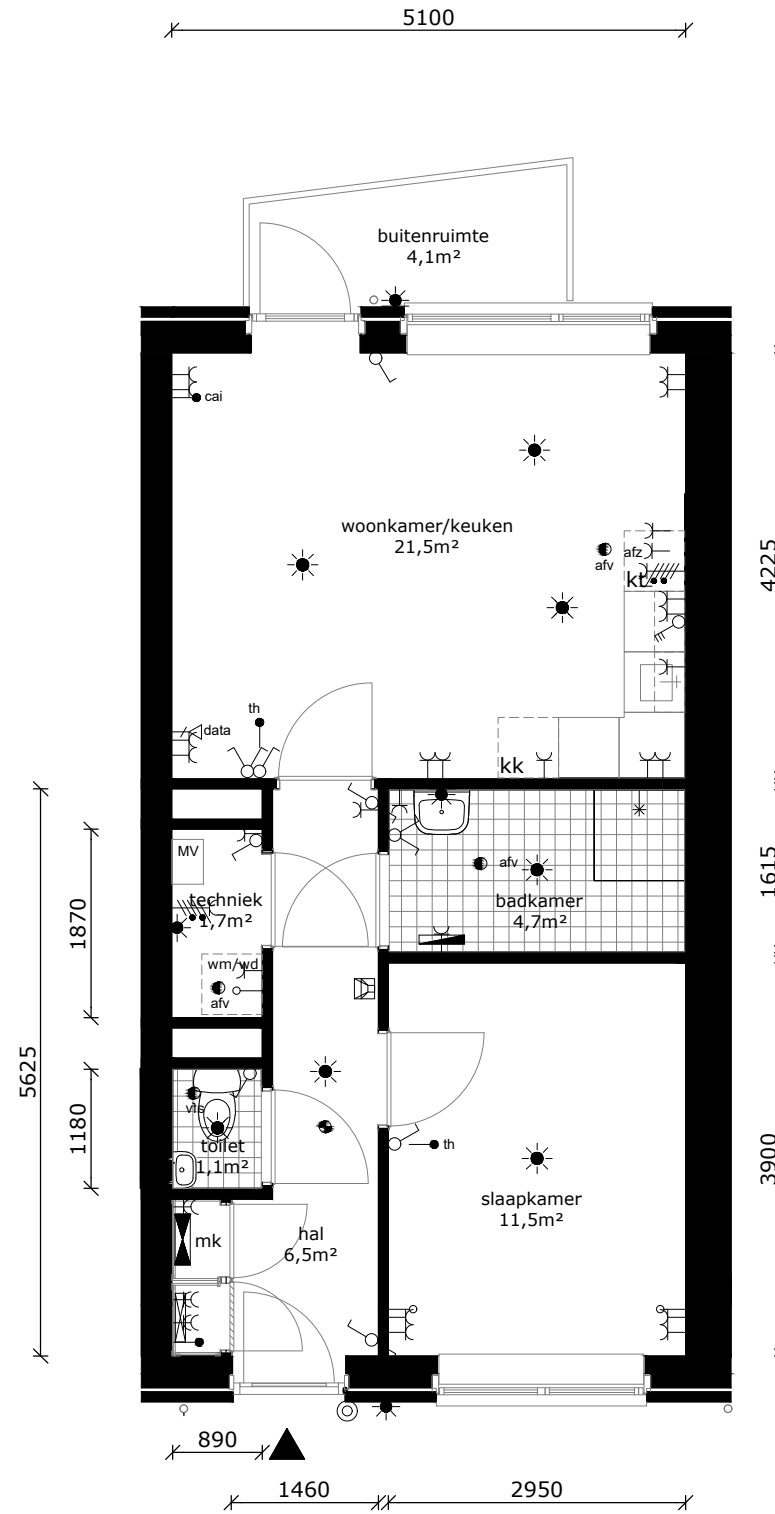 5100
buitenruimte
4,1m²
cai
woonkamer/keuken
21,5m²
afv
afz
kt
4225
th
data
kk
MV
techniek
1,7m²
afv
badkamer
4,7m²
1615
1870
wm/wd
afv
5625
vls
toilet
1,1m²
1180
th
slaapkamer
11,5m²
3900
mk
hal
6,5m²
890
1460
2950